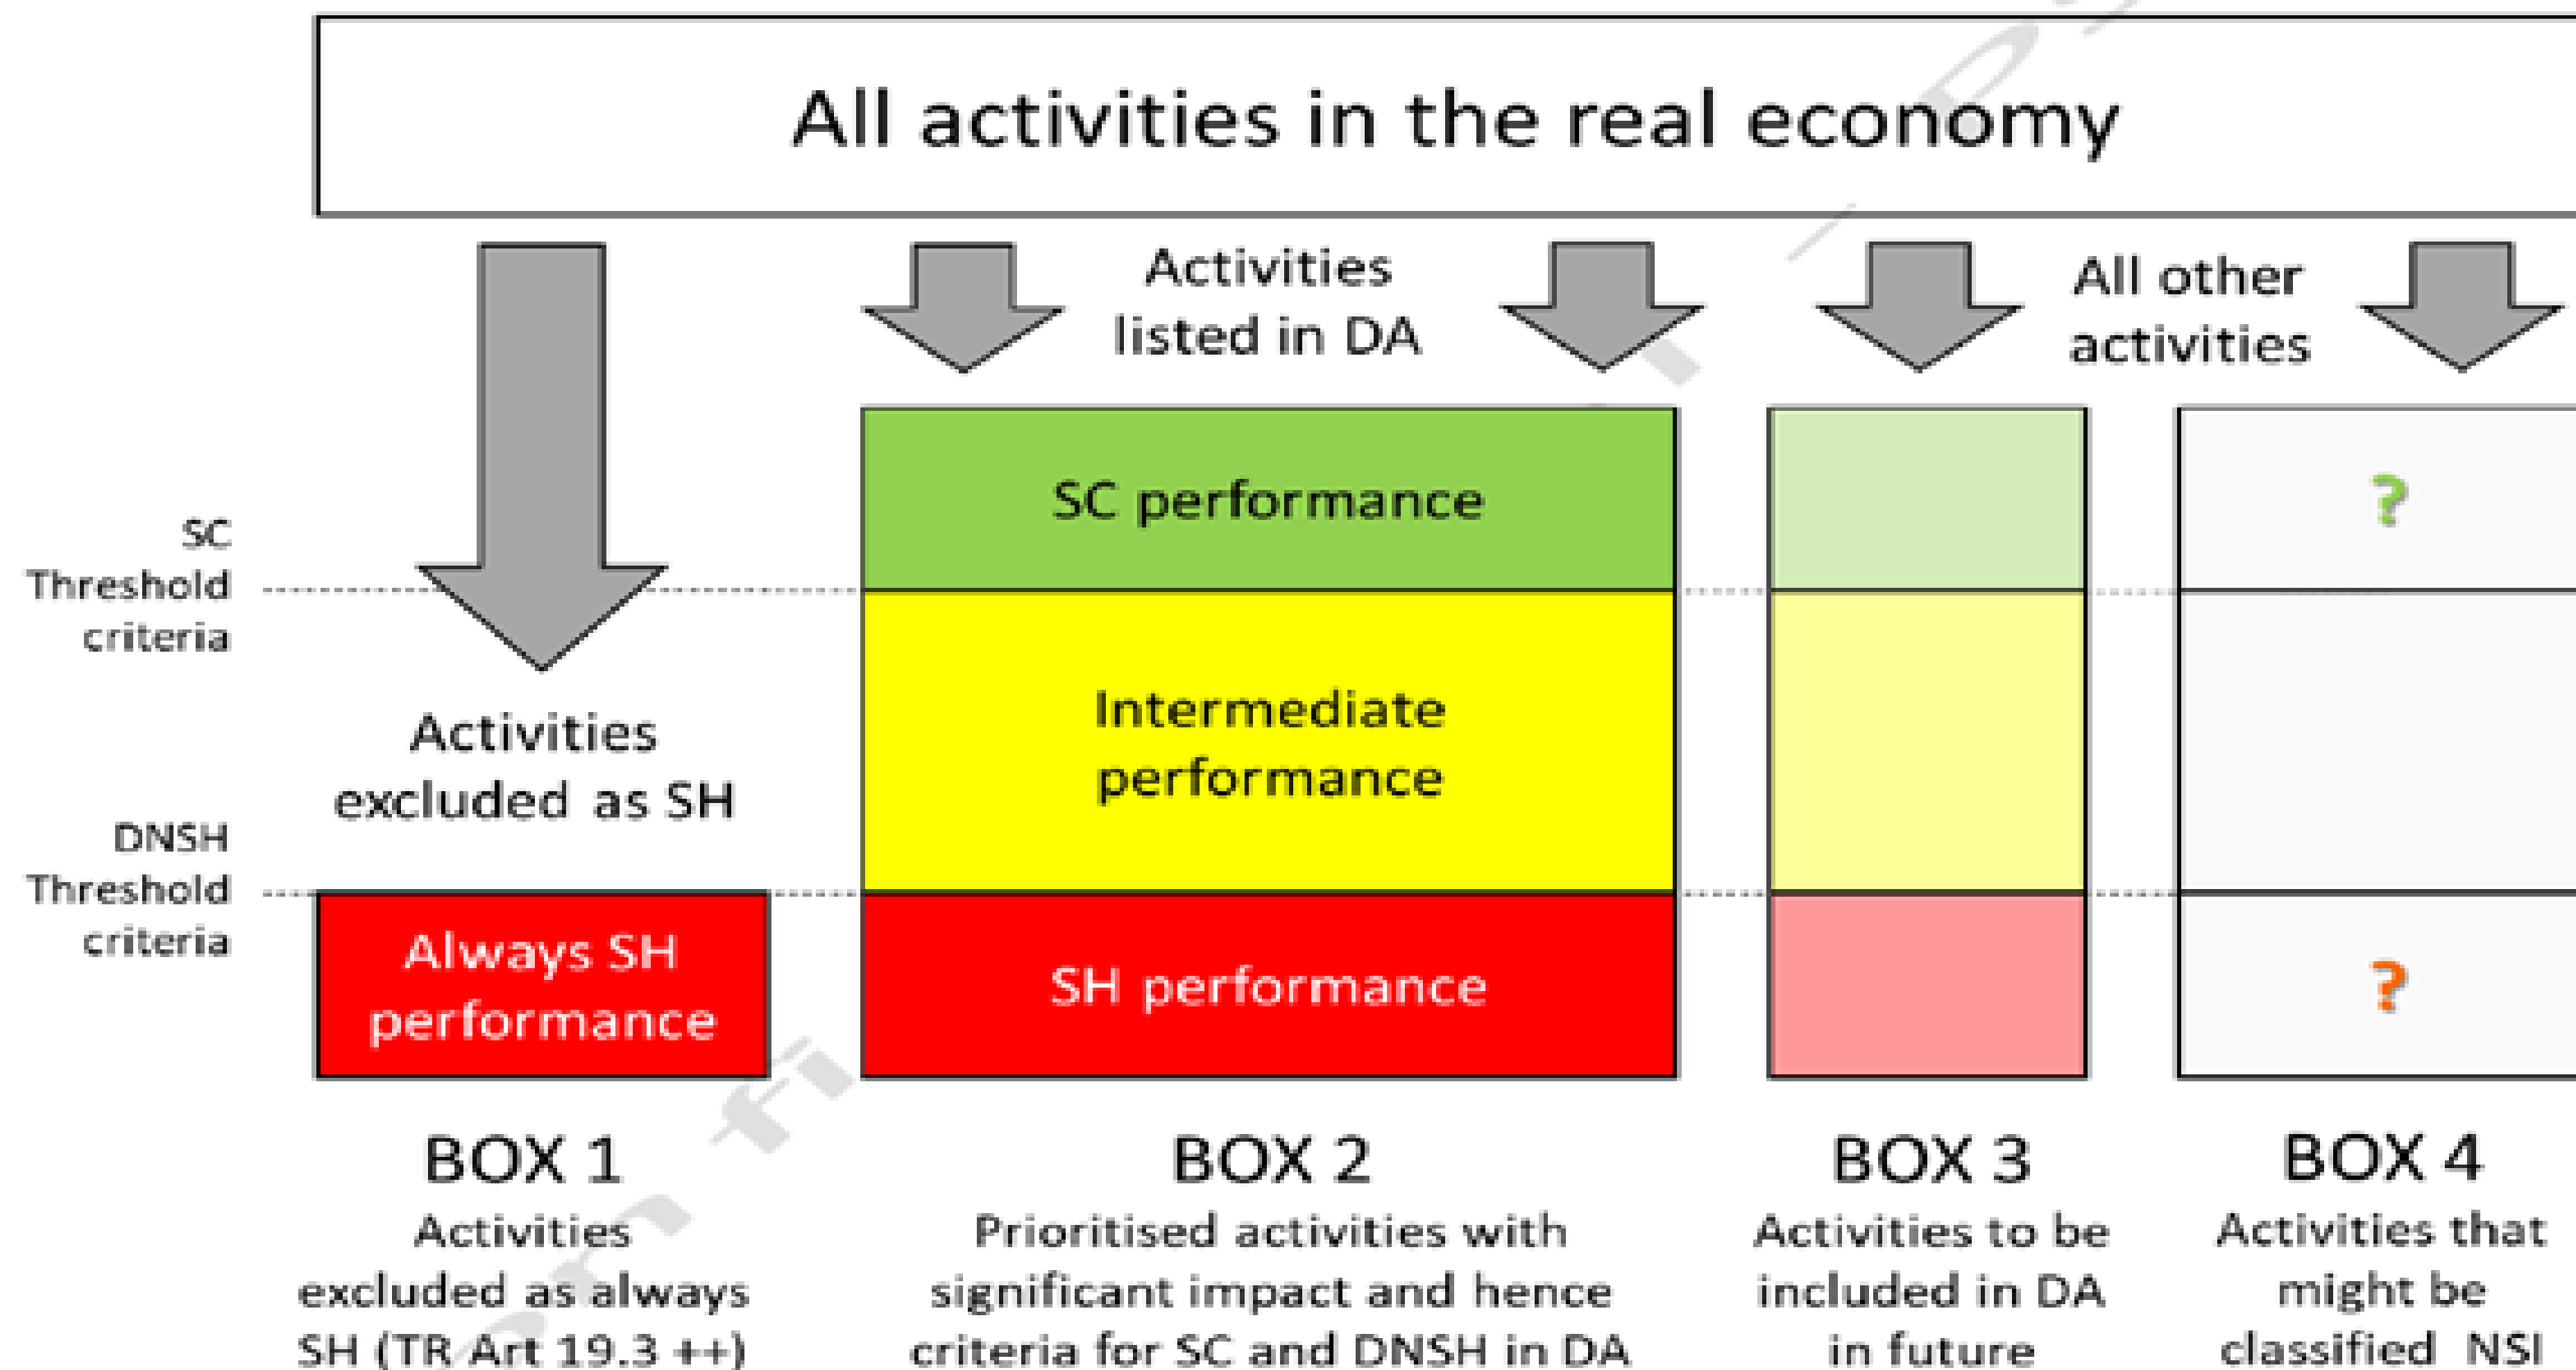 All activities in the real economy
Activities
listed in DA
All other
activities
SC
Threshold
criteria
SC performance
?
Activities
excluded as SH
Intermediate
performance
DNSH
Threshold
criteria
Always SH
performance
SH performance
?
BOX 1
Activities
excluded as always
SH (TR Art 19.3 ++)
BOX 2
Prioritised activities with
significant impact and hence
criteria for SC and DNSH in DA
BOX 3
Activities to be
included in DA
in future
BOX 4
Activities that
might be
classified NSI